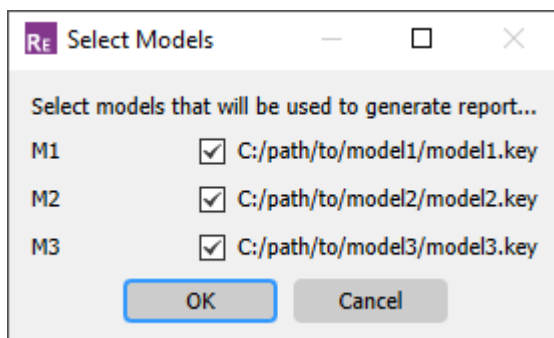 RE Select Models
Select models that will be used to generate report...
M1 C:/path/to/model1/model1.key
M2 C:/path/to/model2/model2.key
M3 C:/path/to/model3/model3.key
OK Cancel